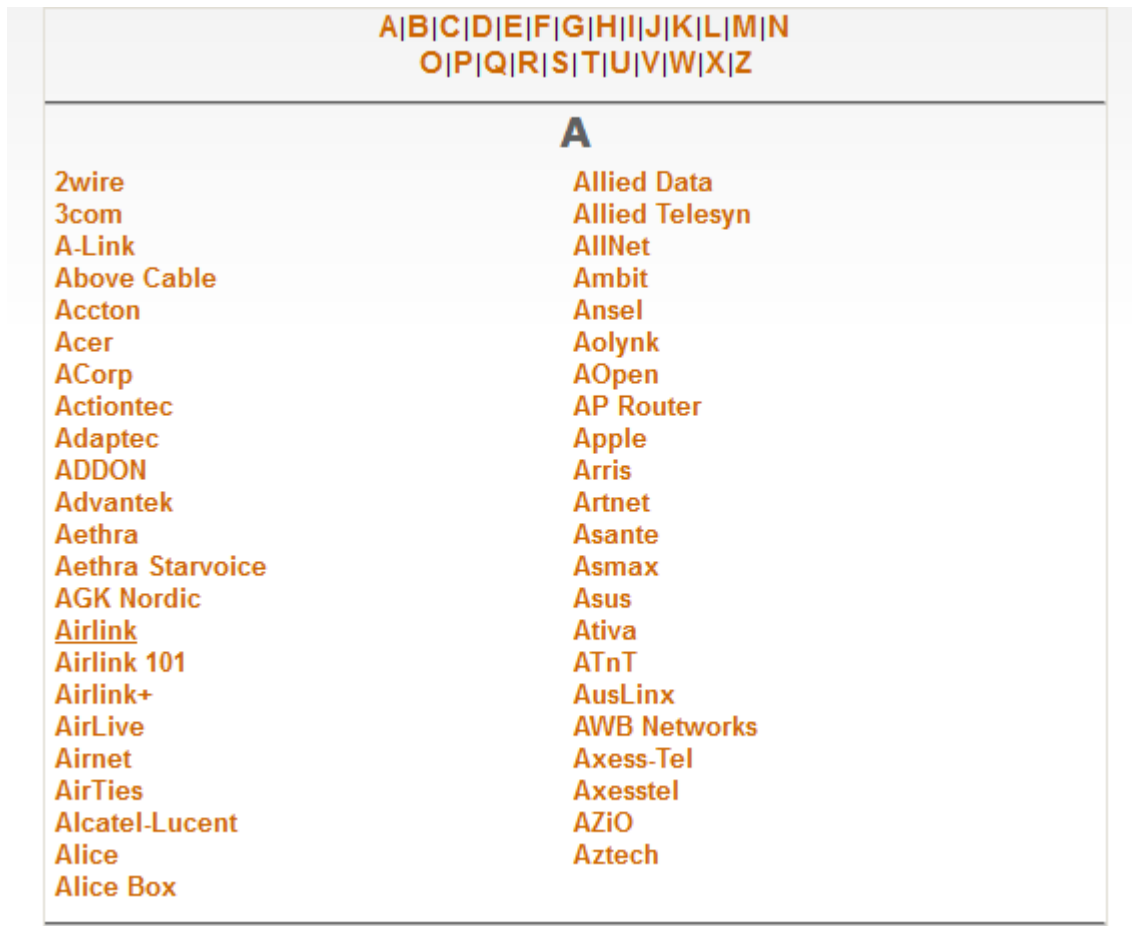 A|B|C|D|E|F|G|H|I|J|K|L|M|N
O|P|Q|R|S|T|U|V|W|X|Z
A
2wire
3com
A-Link
Above Cable
Accton
Acer
ACorp
Actiontec
Adaptec
ADDON
Advantek
Aethra
Aethra Starvoice
AGK Nordic
Airlink
Airlink 101
Airlink+
AirLive
Airnet
AirTies
Alcatel-Lucent
Alice
Alice Box
Allied Data
Allied Telesyn
AllNet
Ambit
Ansel
Aolynk
AOpen
AP Router
Apple
Arris
Artnet
Asante
Asmax
Asus
Ativa
ATnT
AusLinx
AWB Networks
Axess-Tel
Axesstel
AZiO
Aztech